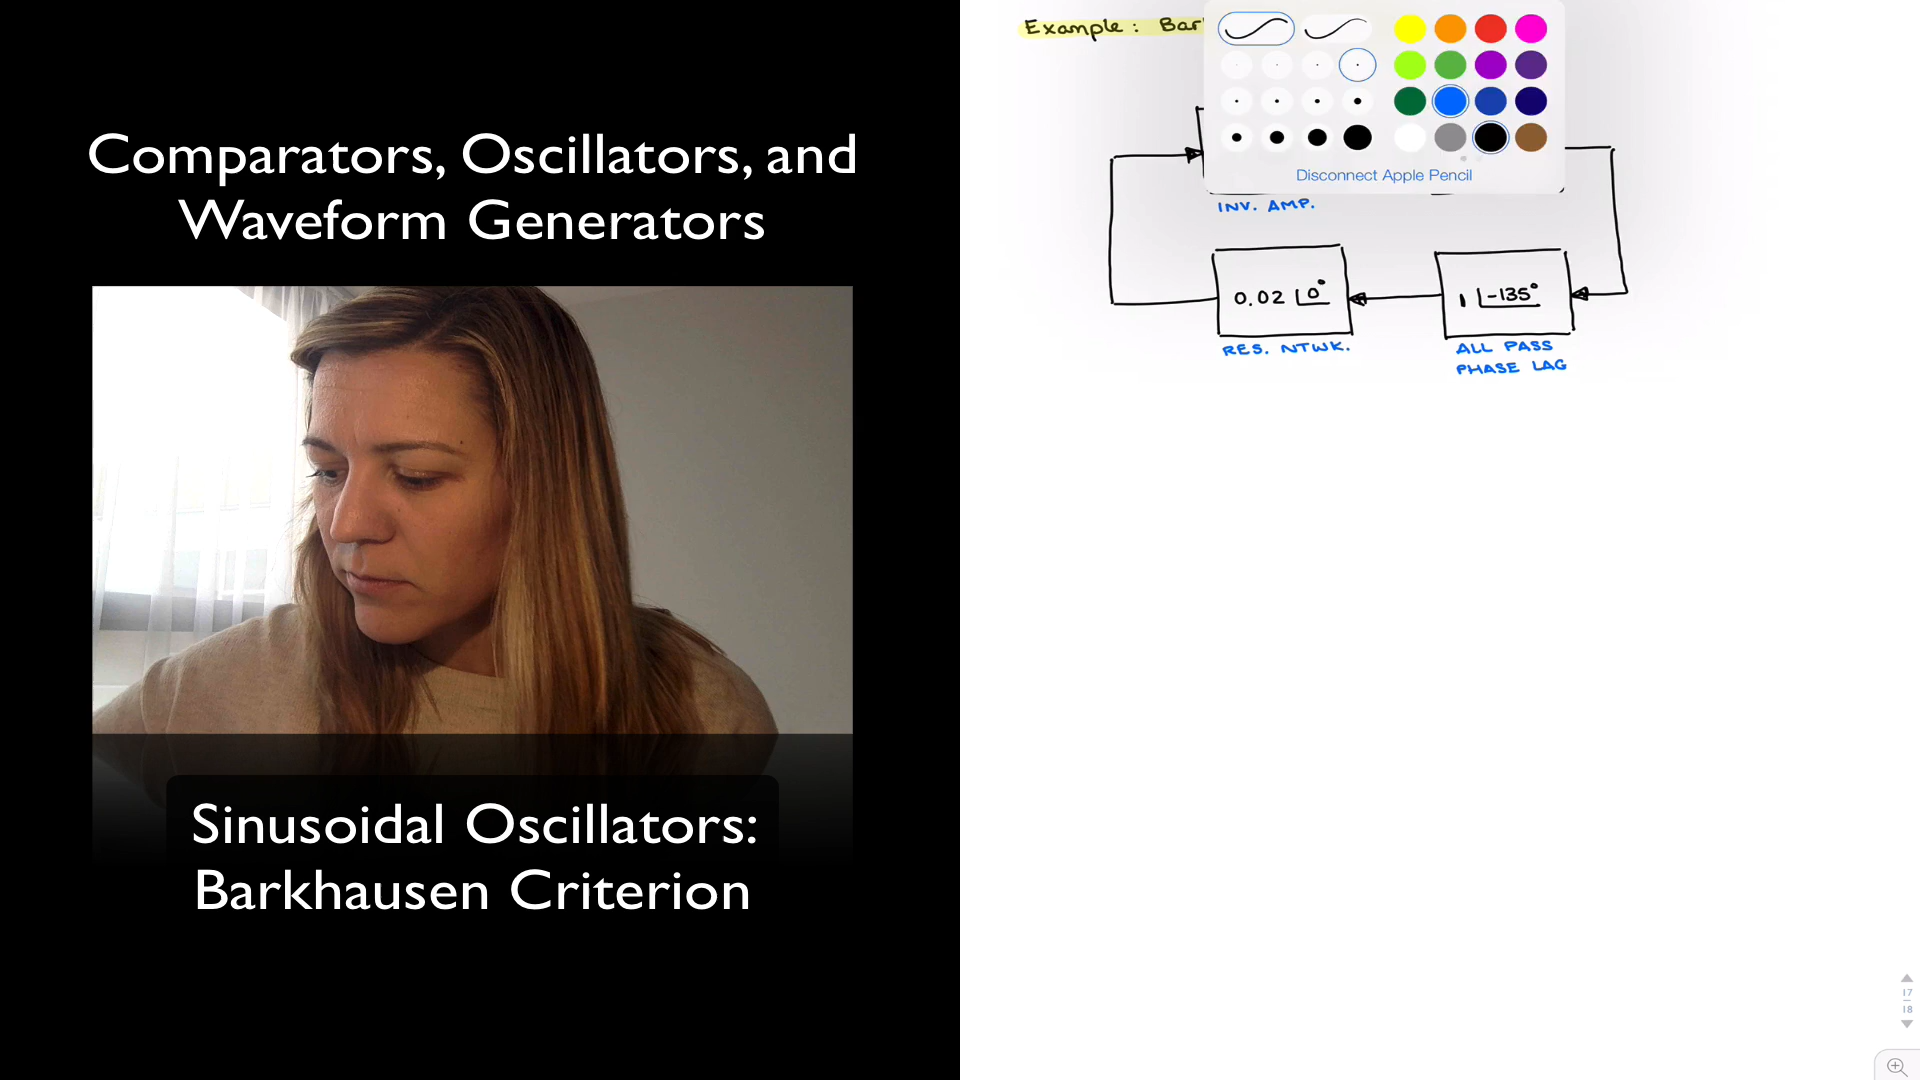 Comparators, Oscillators, and
Waveform Generators
Sinusoidal Oscillators:
Barkhausen Criterion
Example: Bar
Disconnect Apple Pencil
INV. AMP.
0.02 ∠0°
1 ∠-135°
RES. NTWK.
ALL PASS
PHASE LAG
17
18